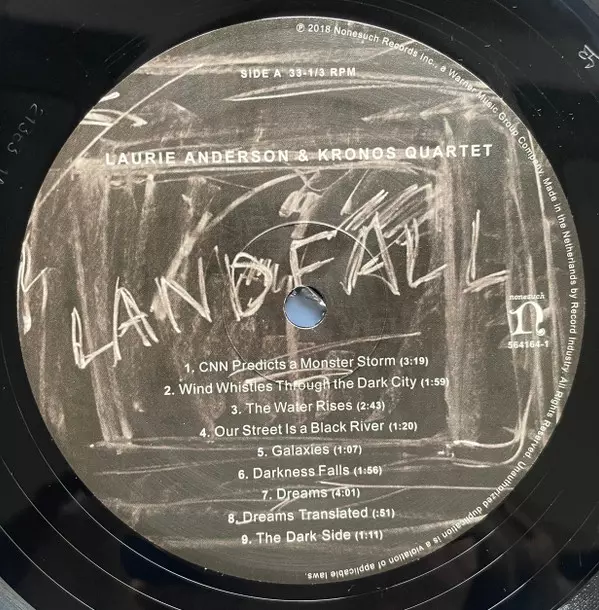 ℗ 2018 Nonesuch Records Inc., a Warner Music Group Company. Made in the Netherlands by Record Industry. All Rights Reserved. Unauthorized duplication is a violation of applicable laws.
SIDE A 33-1/3 RPM
LAURIE ANDERSON & KRONOS QUARTET
LANDFALL
nonesuch
n
564164-1
1. CNN Predicts a Monster Storm (3:19)
2. Wind Whistles Through the Dark City (1:59)
3. The Water Rises (2:43)
4. Our Street Is a Black River (1:20)
5. Galaxies (1:07)
6. Darkness Falls (1:56)
7. Dreams (4:01)
8. Dreams Translated (:51)
9. The Dark Side (1:11)